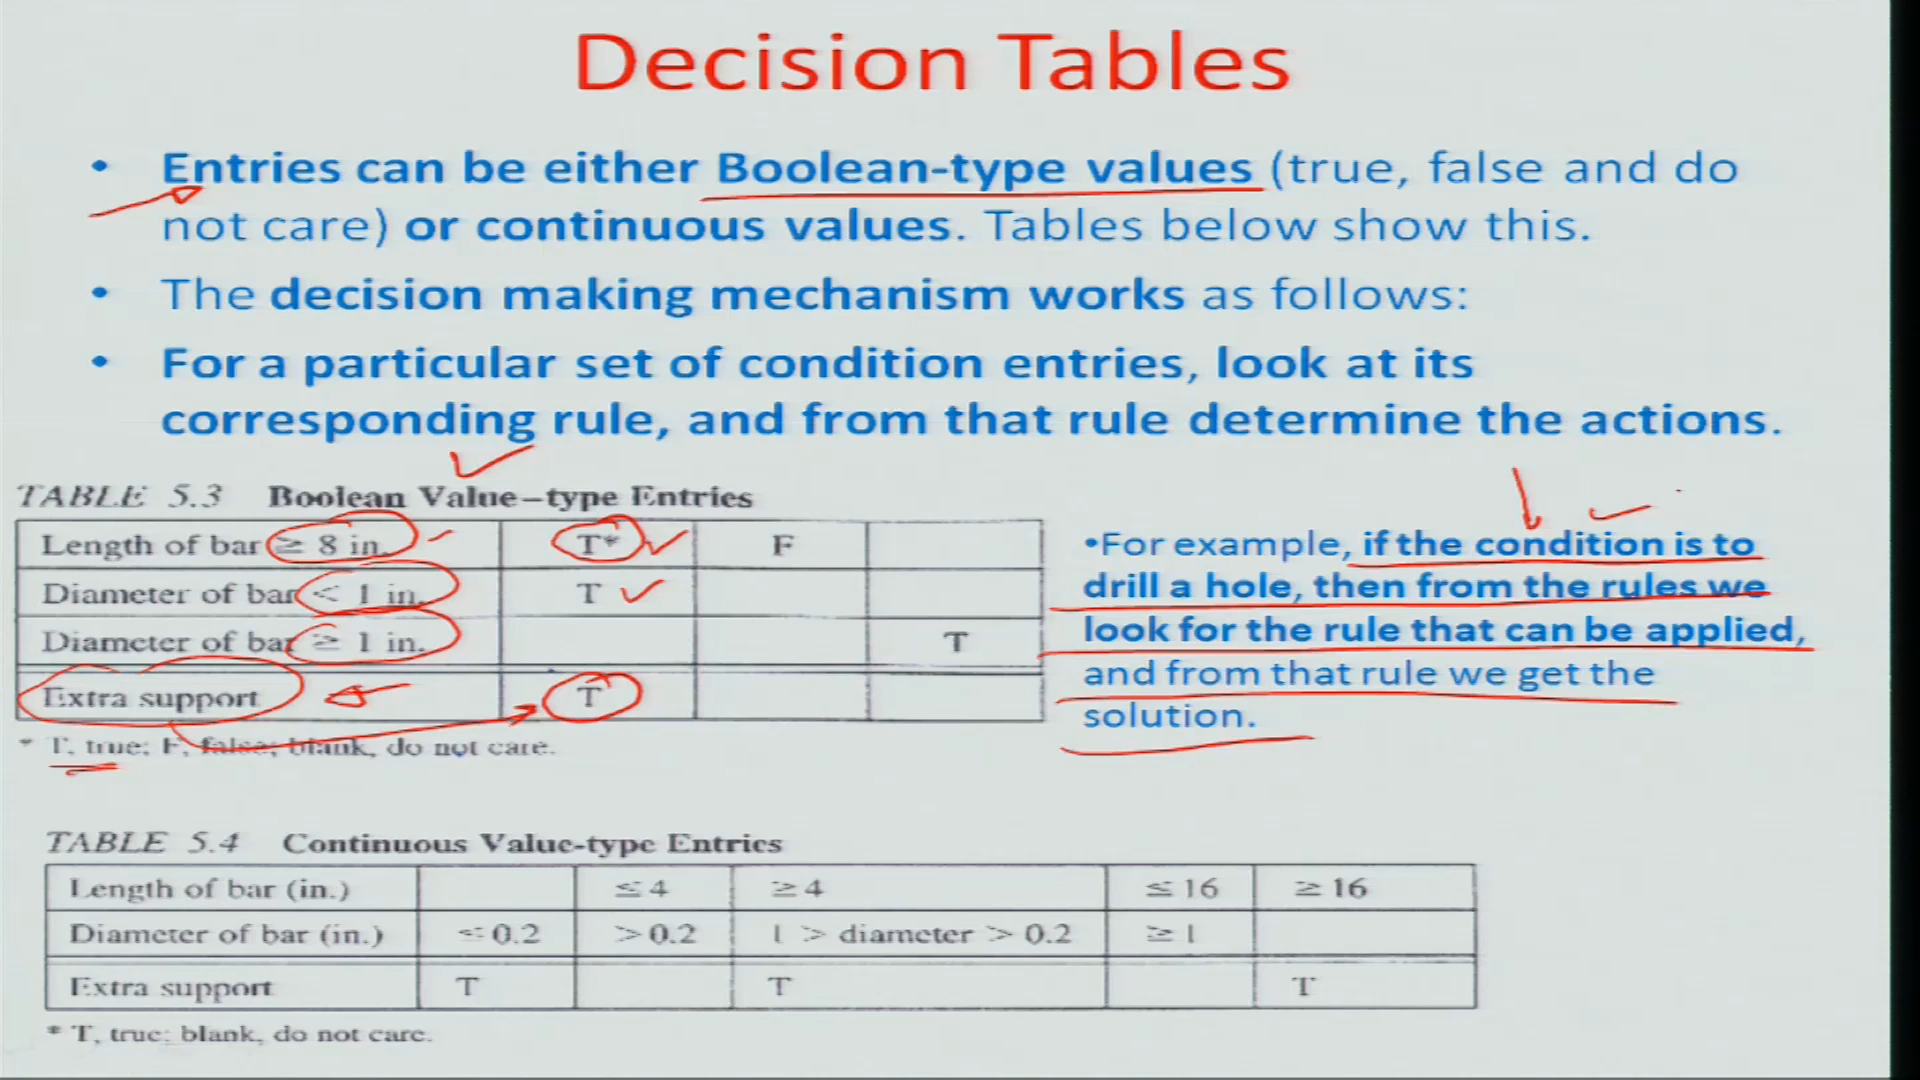 Decision Tables
• Entries can be either Boolean-type values (true, false and do
not care) or continuous values. Tables below show this.
• The decision making mechanism works as follows:
• For a particular set of condition entries, look at its
corresponding rule, and from that rule determine the actions.
TABLE 5.3 Boolean Value-type Entries
Length of bar ≥ 8 in. T* F
Diameter of bar < 1 in. T
Diameter of bar ≥ 1 in. T
Extra support T
* T, true; F, false; blank, do not care.
•For example, if the condition is to
drill a hole, then from the rules we
look for the rule that can be applied,
and from that rule we get the
solution.
TABLE 5.4 Continuous Value-type Entries
Length of bar (in.) ≤ 4 ≥ 4 ≤ 16 ≥ 16
Diameter of bar (in.) ≤ 0.2 > 0.2 1 > diameter > 0.2 ≥ 1
Extra support T T T
* T, true; blank, do not care.